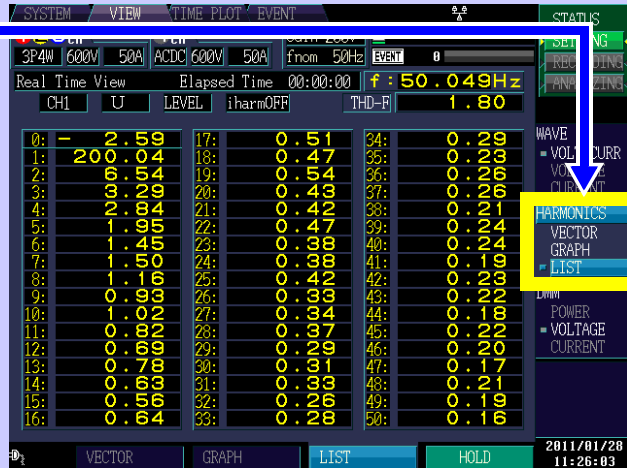 SYSTEM VIEW TIME PLOT EVENT
STATUS
3P4W 600V 50A ACDC 600V 50A fnom 50Hz EVENT 0
Real Time View Elapsed Time 00:00:00 f:50.049Hz
CH1 U LEVEL iharmOFF THD-F 1.80
0: - 2.59 17: 0.51 34: 0.29
1: 200.04 18: 0.47 35: 0.23
2: 6.54 19: 0.54 36: 0.26
3: 3.29 20: 0.43 37: 0.26
4: 2.84 21: 0.42 38: 0.21
5: 1.95 22: 0.47 39: 0.24
6: 1.45 23: 0.38 40: 0.24
7: 1.50 24: 0.38 41: 0.19
8: 1.16 25: 0.42 42: 0.23
9: 0.93 26: 0.33 43: 0.22
10: 1.02 27: 0.34 44: 0.18
11: 0.82 28: 0.37 45: 0.22
12: 0.69 29: 0.29 46: 0.20
13: 0.78 30: 0.31 47: 0.17
14: 0.63 31: 0.33 48: 0.21
15: 0.56 32: 0.26 49: 0.19
16: 0.64 33: 0.28 50: 0.16
WAVE
CURRENT
HARMONICS
VECTOR
GRAPH
LIST
DMM
POWER
VOLTAGE
CURRENT
VECTOR GRAPH LIST HOLD
2011/01/28
11:26:03